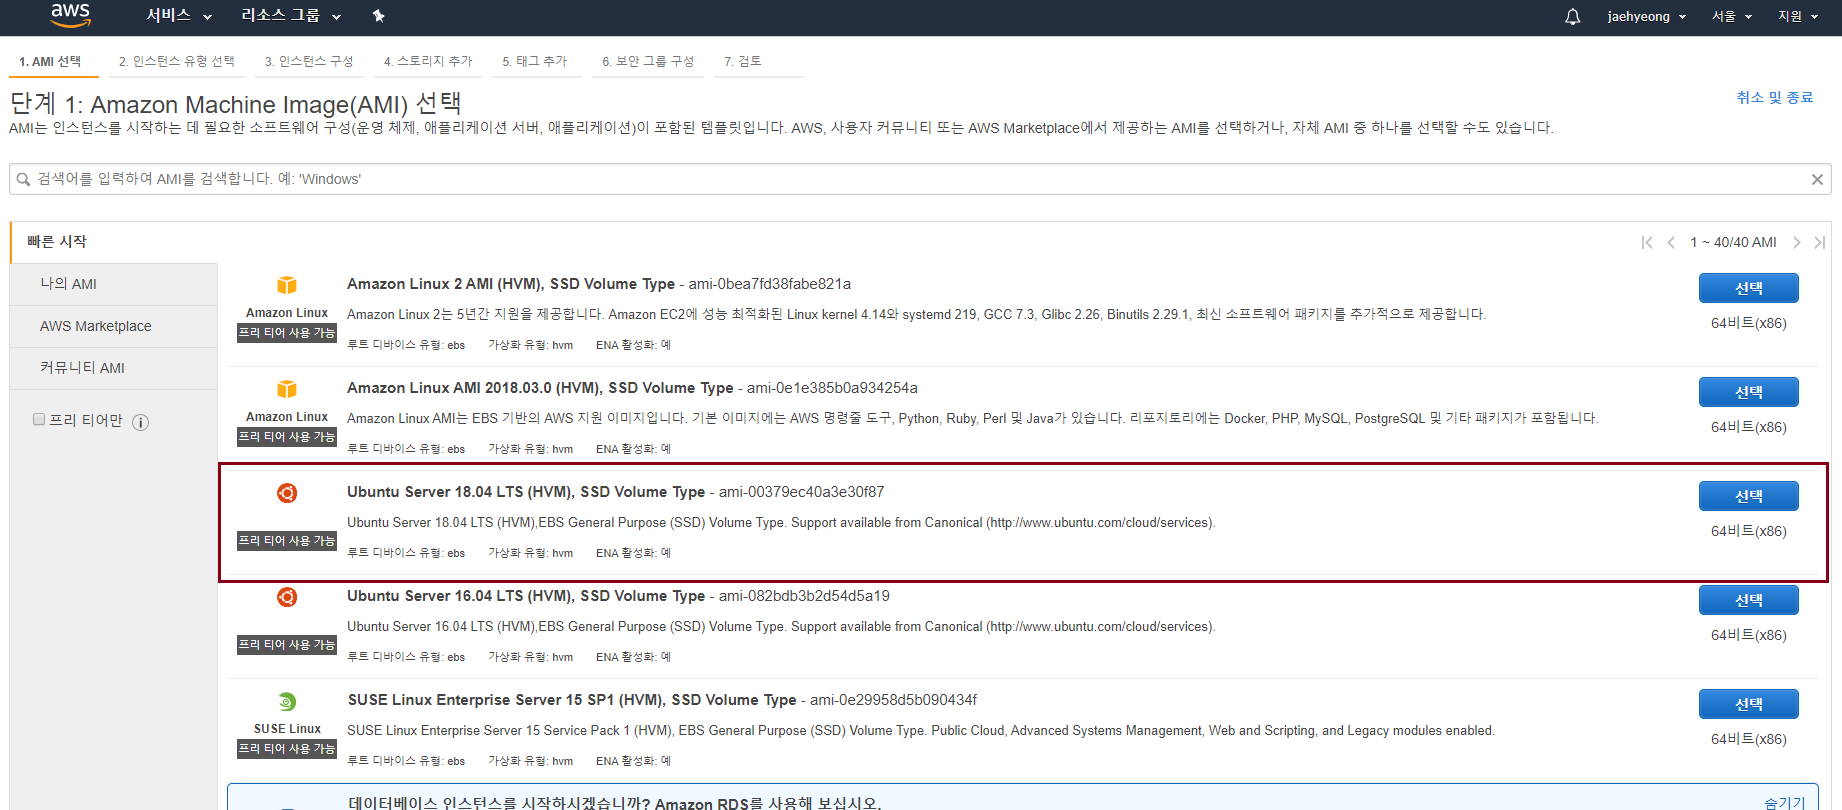 aws 서비스 리소스 그룹 jaehyeong 서울 지원
1. AMI 선택 2. 인스턴스 유형 선택 3. 인스턴스 구성 4. 스토리지 추가 5. 태그 추가 6. 보안 그룹 구성 7. 검토
단계 1: Amazon Machine Image(AMI) 선택
취소 및 종료
AMI는 인스턴스를 시작하는 데 필요한 소프트웨어 구성(운영 체제, 애플리케이션 서버, 애플리케이션)이 포함된 템플릿입니다. AWS, 사용자 커뮤니티 또는 AWS Marketplace에서 제공하는 AMI를 선택하거나, 자체 AMI 중 하나를 선택할 수도 있습니다.
검색어를 입력하여 AMI를 검색합니다. 예: 'Windows'
빠른 시작
1 ~ 40/40 AMI
나의 AMI
AWS Marketplace
커뮤니티 AMI
프리 티어만
Amazon Linux
프리 티어 사용 가능
Amazon Linux 2 AMI (HVM), SSD Volume Type - ami-0bea7fd38fabe821a
Amazon Linux 2는 5년간 지원을 제공합니다. Amazon EC2에 성능 최적화된 Linux kernel 4.14와 systemd 219, GCC 7.3, Glibc 2.26, Binutils 2.29.1, 최신 소프트웨어 패키지를 추가적으로 제공합니다.
루트 디바이스 유형: ebs 가상화 유형: hvm ENA 활성화: 예
선택
64비트(x86)
Amazon Linux
프리 티어 사용 가능
Amazon Linux AMI 2018.03.0 (HVM), SSD Volume Type - ami-0e1e385b0a934254a
Amazon Linux AMI는 EBS 기반의 AWS 지원 이미지입니다. 기본 이미지에는 AWS 명령줄 도구, Python, Ruby, Perl 및 Java가 있습니다. 리포지토리에는 Docker, PHP, MySQL, PostgreSQL 및 기타 패키지가 포함됩니다.
루트 디바이스 유형: ebs 가상화 유형: hvm ENA 활성화: 예
선택
64비트(x86)
프리 티어 사용 가능
Ubuntu Server 18.04 LTS (HVM), SSD Volume Type - ami-00379ec40a3e30f87
Ubuntu Server 18.04 LTS (HVM),EBS General Purpose (SSD) Volume Type. Support available from Canonical (http://www.ubuntu.com/cloud/services).
루트 디바이스 유형: ebs 가상화 유형: hvm ENA 활성화: 예
선택
64비트(x86)
프리 티어 사용 가능
Ubuntu Server 16.04 LTS (HVM), SSD Volume Type - ami-082bdb3b2d54d5a19
Ubuntu Server 16.04 LTS (HVM),EBS General Purpose (SSD) Volume Type. Support available from Canonical (http://www.ubuntu.com/cloud/services).
루트 디바이스 유형: ebs 가상화 유형: hvm ENA 활성화: 예
선택
64비트(x86)
SUSE Linux
프리 티어 사용 가능
SUSE Linux Enterprise Server 15 SP1 (HVM), SSD Volume Type - ami-0e29958d5b090434f
SUSE Linux Enterprise Server 15 Service Pack 1 (HVM), EBS General Purpose (SSD) Volume Type. Public Cloud, Advanced Systems Management, Web and Scripting, and Legacy modules enabled.
루트 디바이스 유형: ebs 가상화 유형: hvm ENA 활성화: 예
선택
64비트(x86)
데이터베이스 인스턴스를 시작하시겠습니까? Amazon RDS를 사용해 보십시오.
숨기기